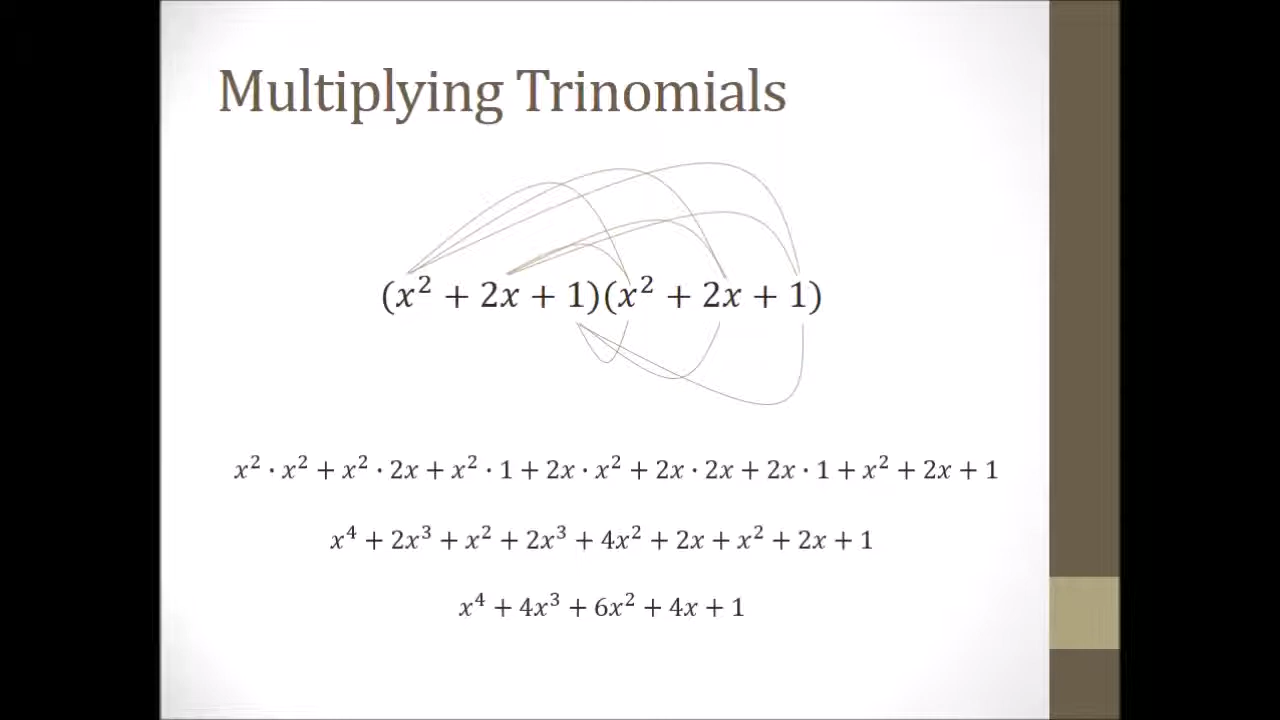 Multiplying Trinomials
(x² + 2x + 1)(x² + 2x + 1)
x² · x² + x² · 2x + x² · 1 + 2x · x² + 2x · 2x + 2x · 1 + x² + 2x + 1
x⁴ + 2x³ + x² + 2x³ + 4x² + 2x + x² + 2x + 1
x⁴ + 4x³ + 6x² + 4x + 1